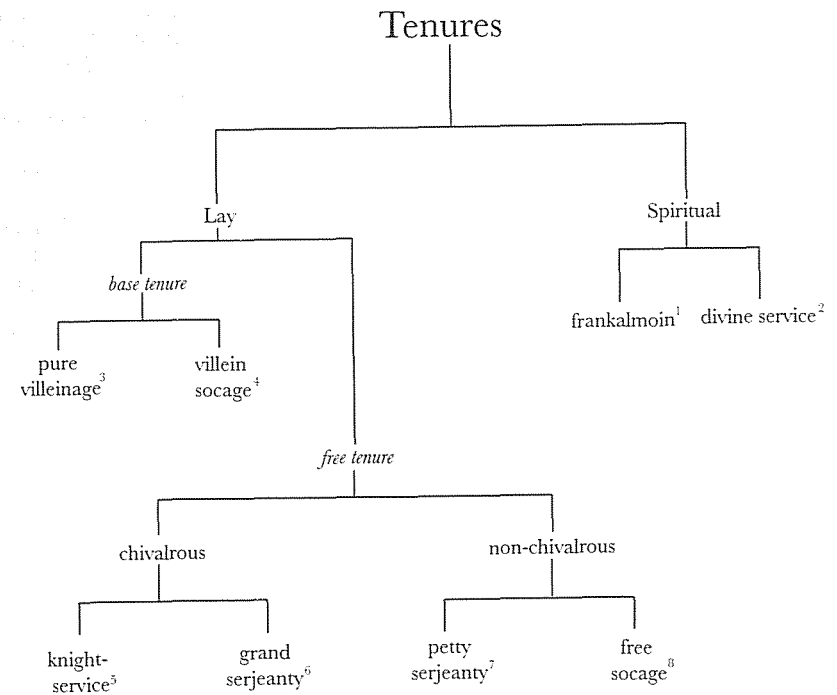 Tenures
Lay
Spiritual
base tenure
frankalmoin¹ divine service²
pure
villeinage³
villein
socage⁴
free tenure
chivalrous
non-chivalrous
knight-
service⁵
grand
serjeanty⁶
petty
serjeanty⁷
free
socage⁸